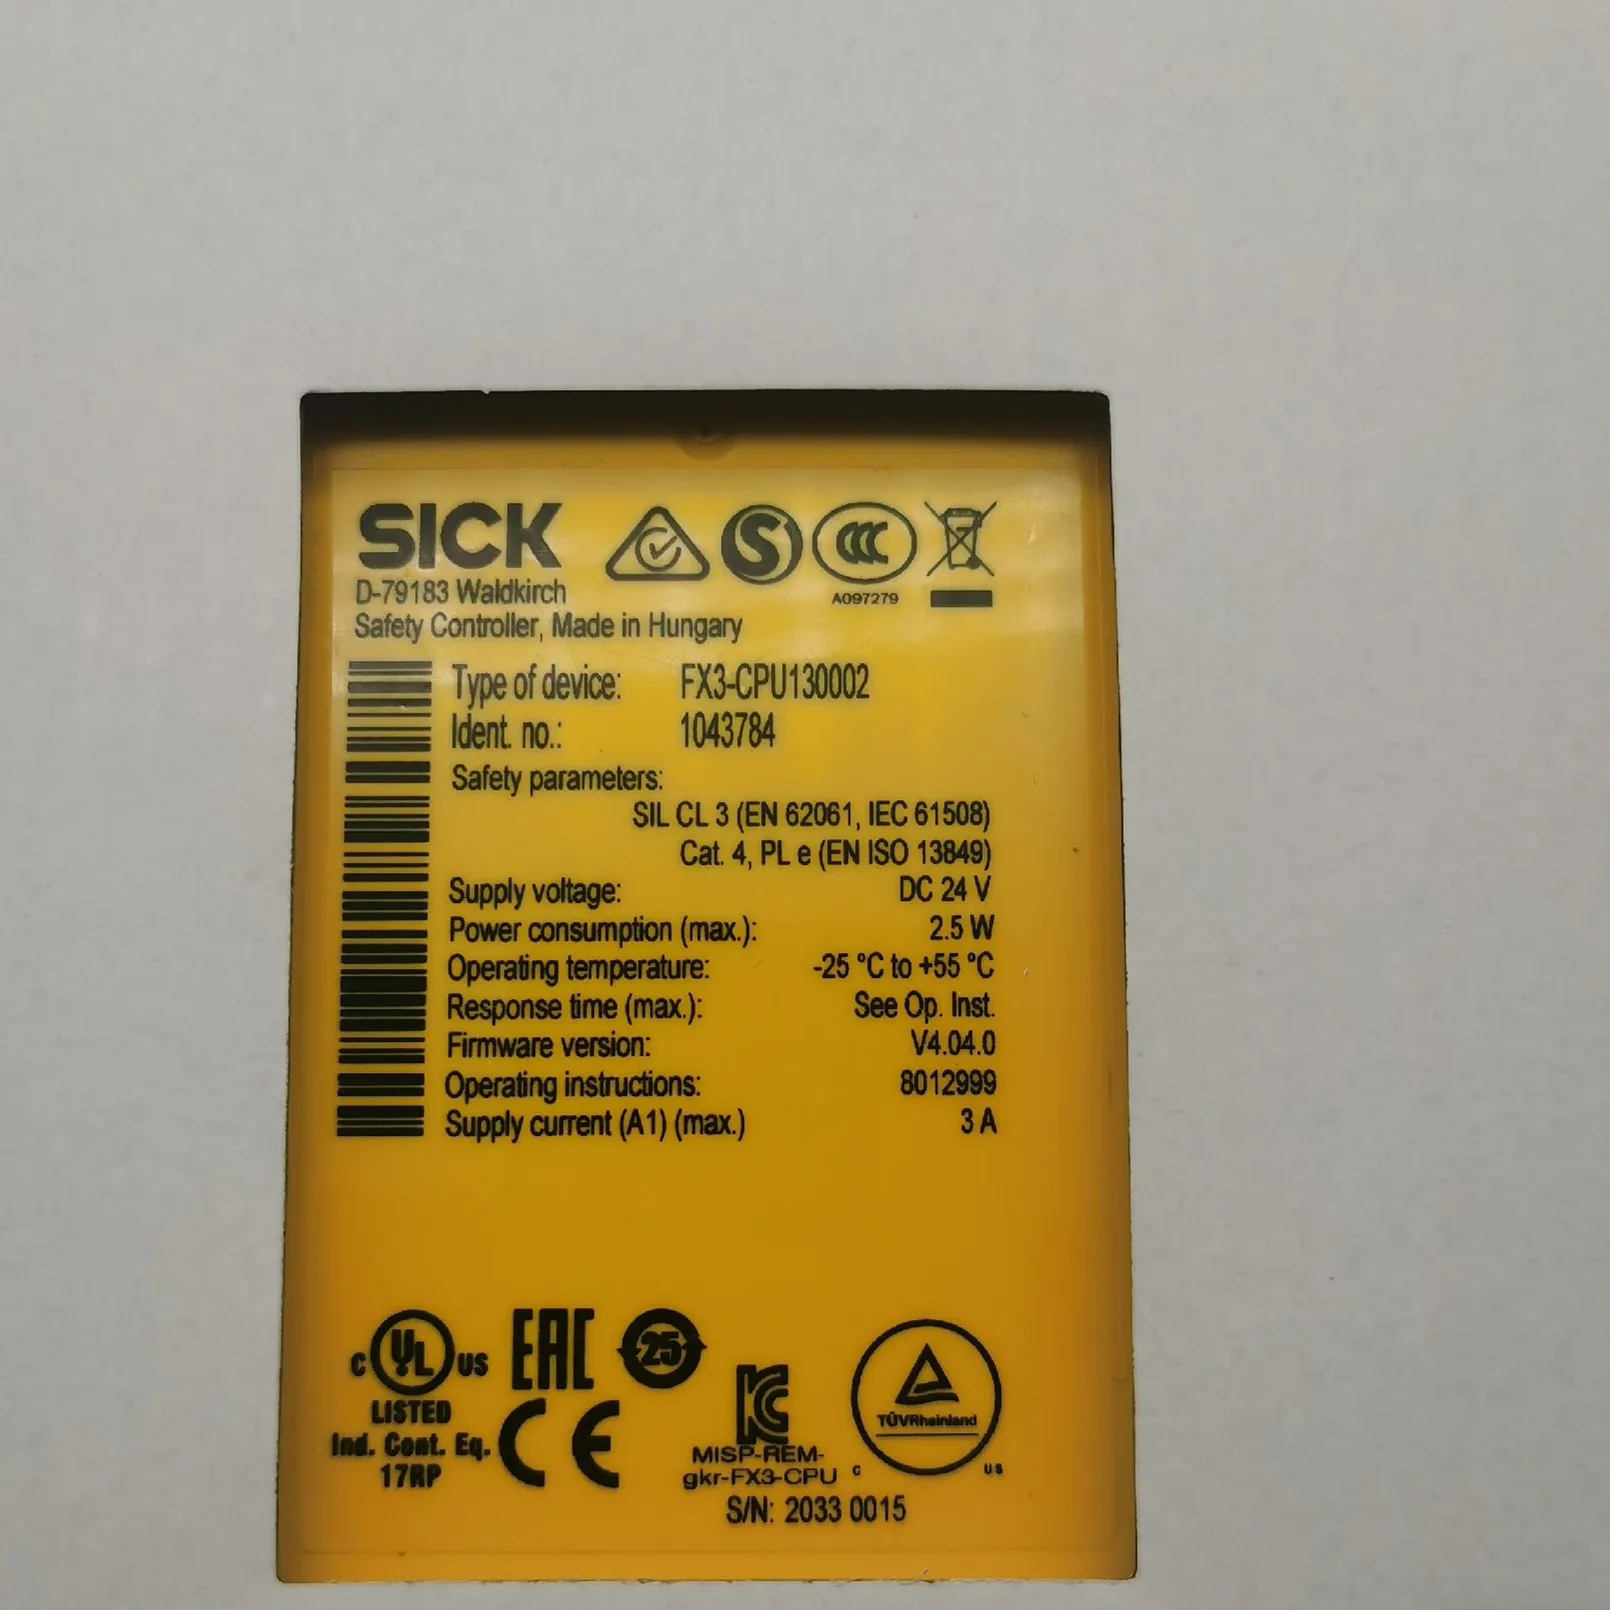 SICK
D-79183 Waldkirch
Safety Controller, Made in Hungary
A097279
Type of device: FX3-CPU130002
Ident. no.: 1043784
Safety parameters:
SIL CL 3 (EN 62061, IEC 61508)
Cat. 4, PL e (EN ISO 13849)
Supply voltage: DC 24 V
Power consumption (max.): 2.5 W
Operating temperature: -25 °C to +55 °C
Response time (max.): See Op. Inst.
Firmware version: V4.04.0
Operating instructions: 8012999
Supply current (A1) (max.) 3 A
C UL US
LISTED
Ind. Cont. Eq.
17RP
EAC
25
CE
KC
MISP-REM-
gkr-FX3-CPU
TÜVRheinland
C US
S/N: 2033 0015